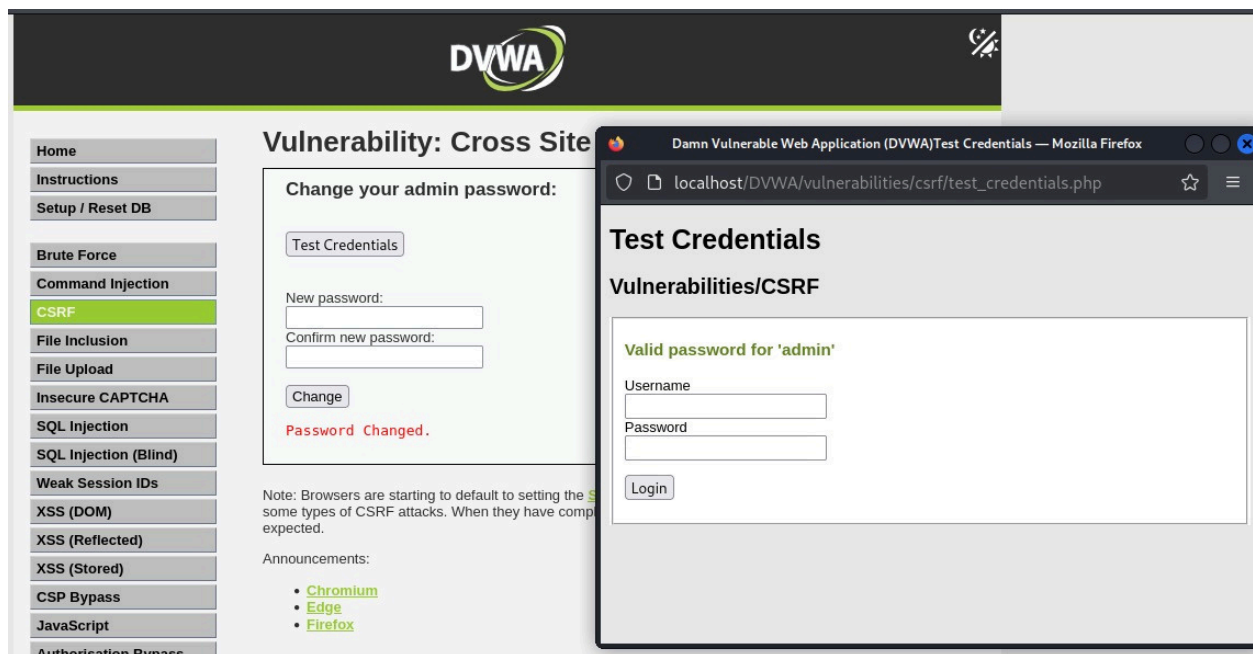 DVWA
Home
Instructions
Setup / Reset DB
Brute Force
Command Injection
CSRF
File Inclusion
File Upload
Insecure CAPTCHA
SQL Injection
SQL Injection (Blind)
Weak Session IDs
XSS (DOM)
XSS (Reflected)
XSS (Stored)
CSP Bypass
JavaScript
Authorisation Bypass
Vulnerability: Cross Site
Change your admin password:
Test Credentials
New password:
Confirm new password:
Change
Password Changed.
Note: Browsers are starting to default to setting the S
some types of CSRF attacks. When they have compl
expected.
Announcements:
• Chromium
• Edge
• Firefox
Damn Vulnerable Web Application (DVWA)Test Credentials — Mozilla Firefox
localhost/DVWA/vulnerabilities/csrf/test_credentials.php
Test Credentials
Vulnerabilities/CSRF
Valid password for 'admin'
Username
Password
Login